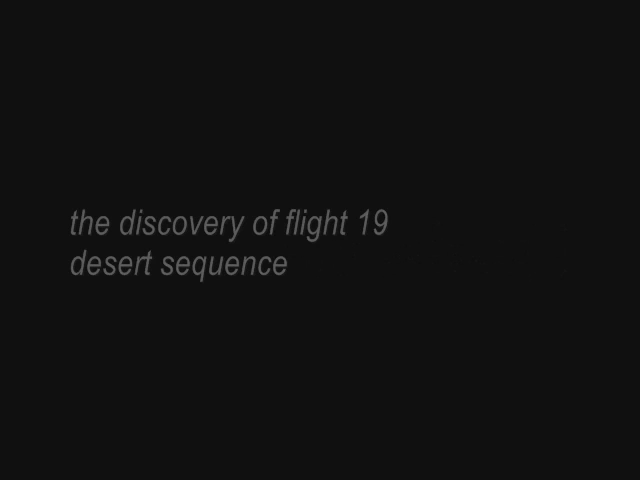 the discovery of flight 19
desert sequence